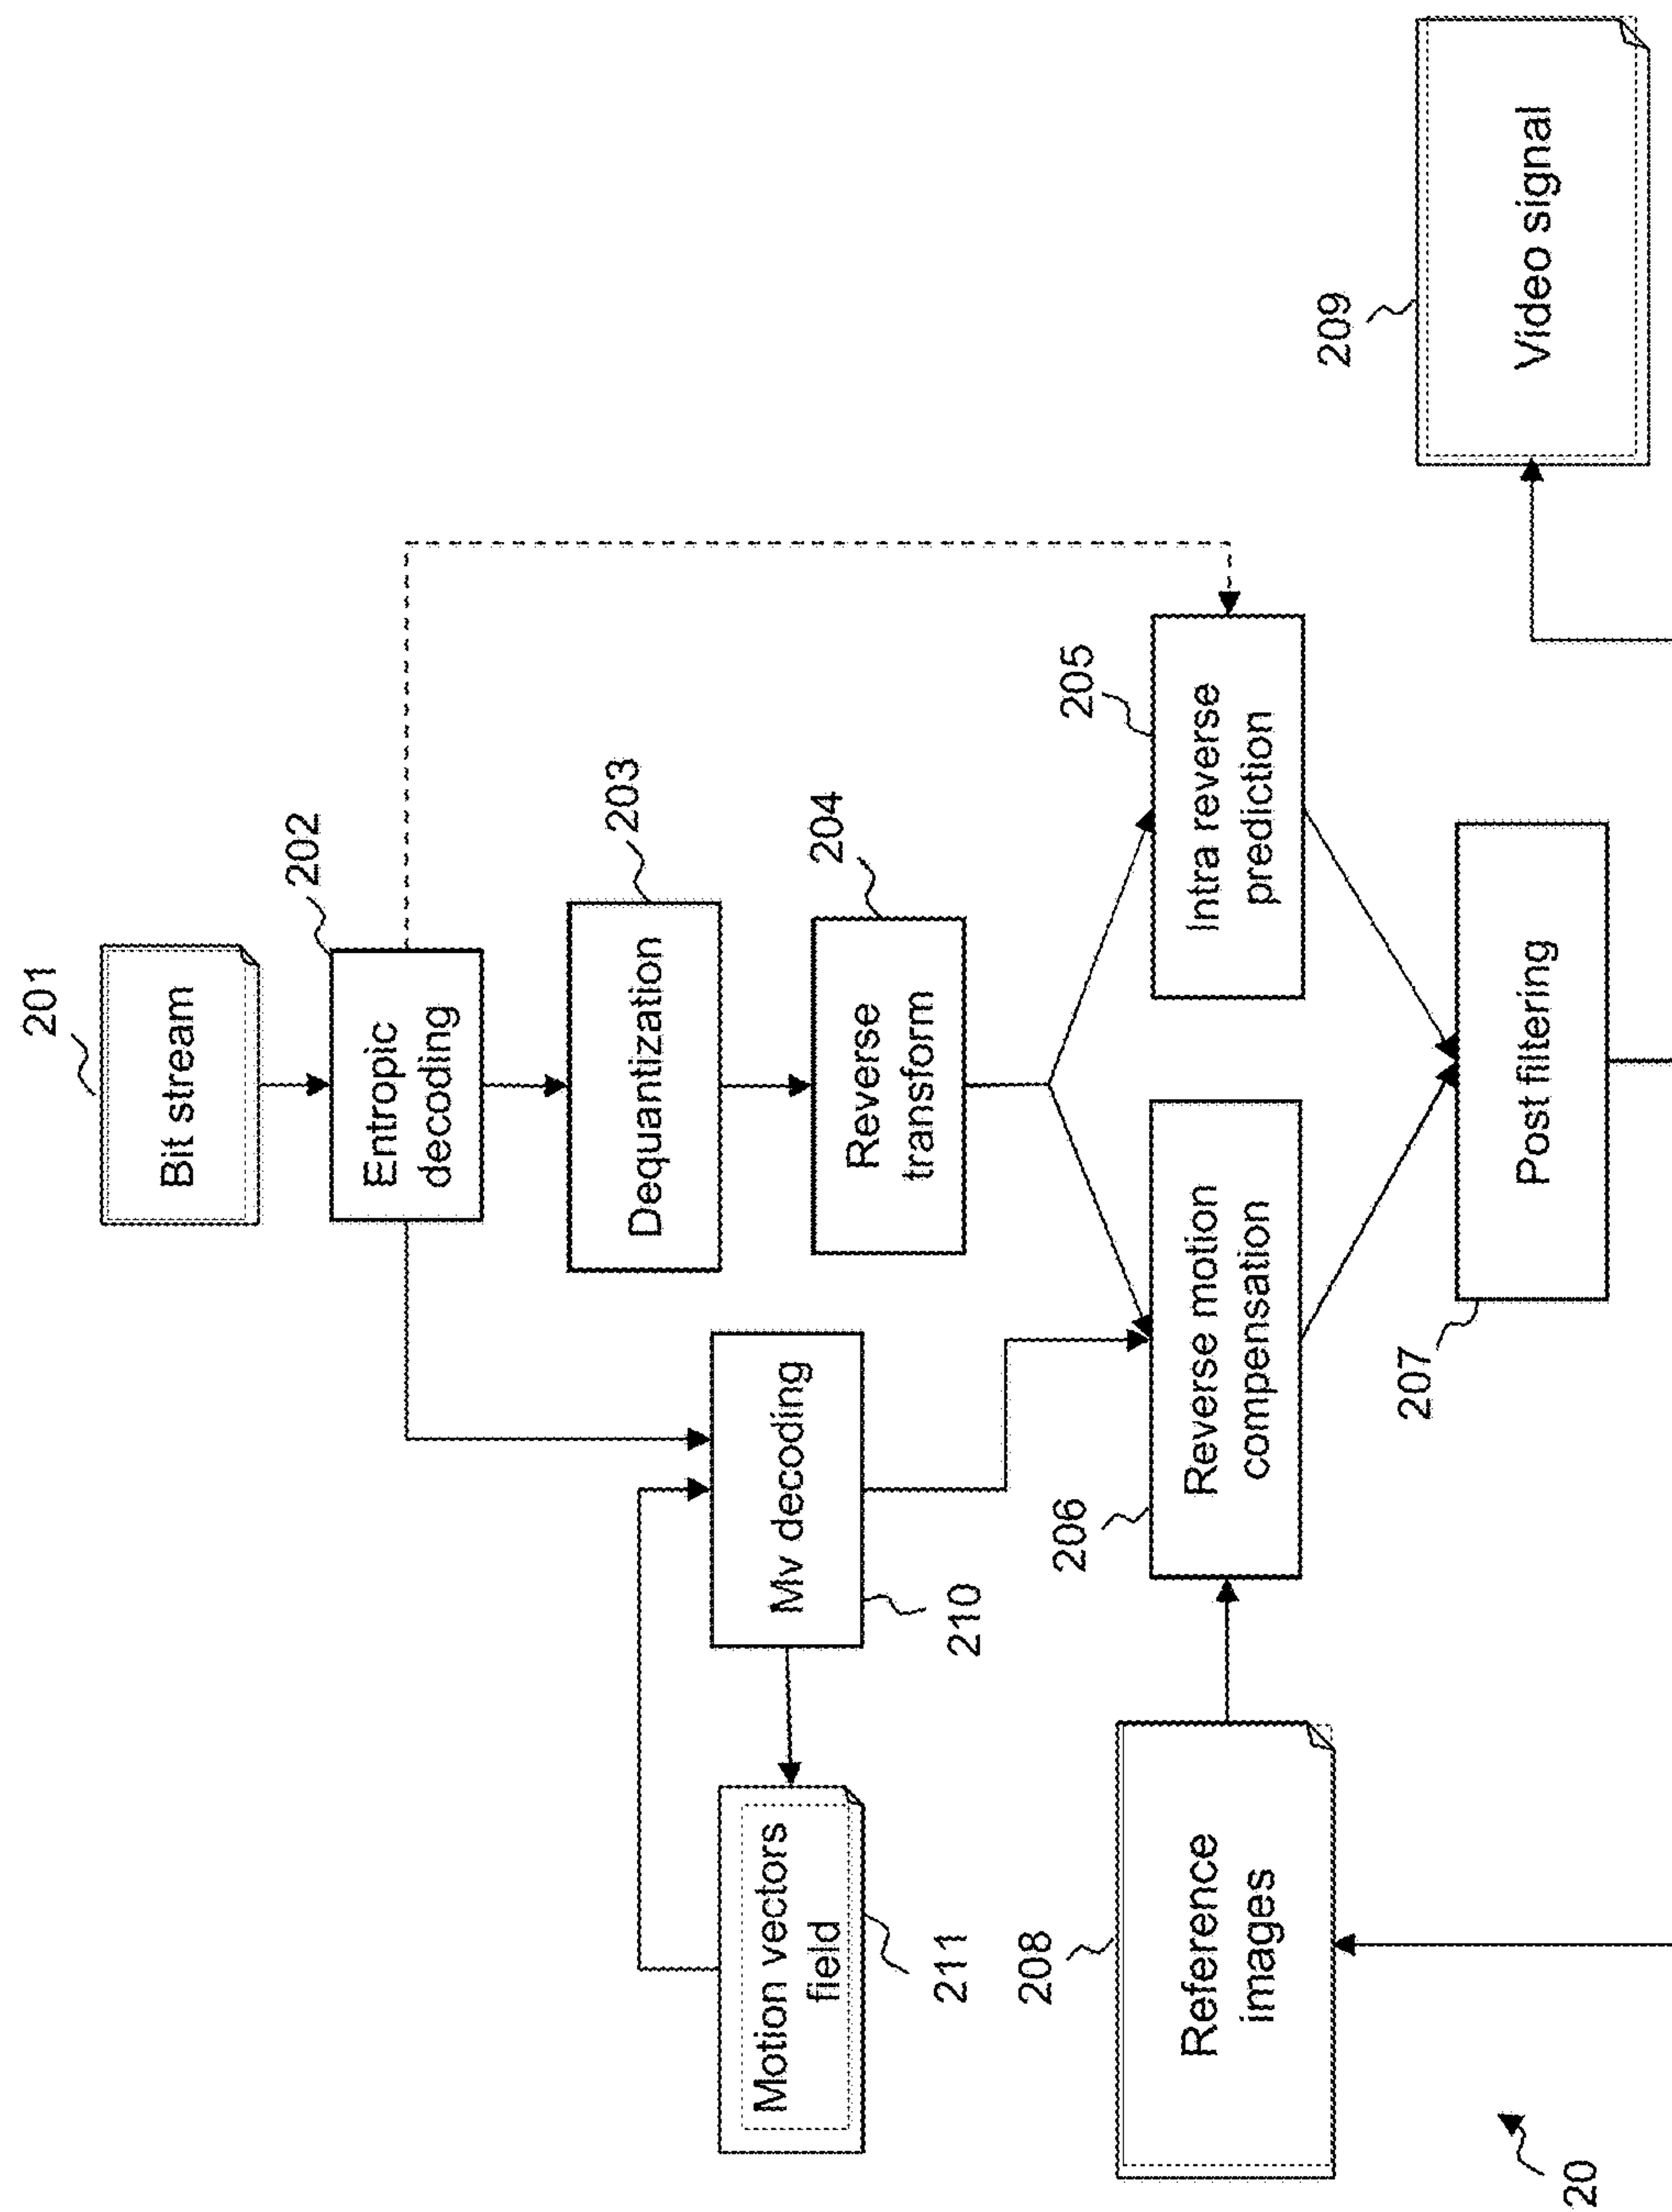 201
Bit stream
202
Entropic
decoding
203
Dequantization
204
Reverse
transform
Mv decoding
210
Motion vectors
field
211
205
Intra reverse
prediction
206
Reverse motion
compensation
208
Reference
images
207
Post filtering
209
Video signal
20